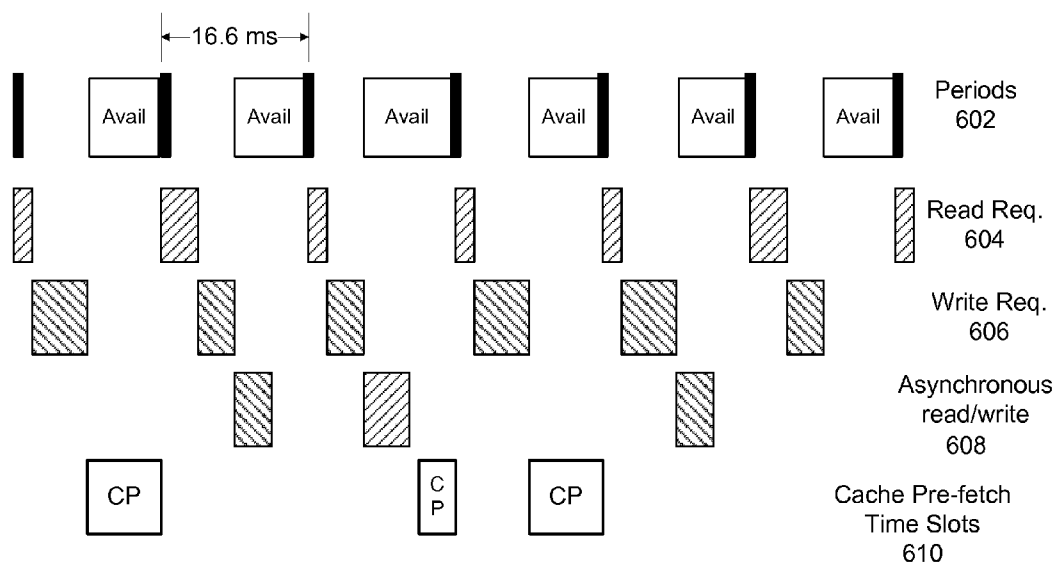 16.6 ms
Avail
Avail
Avail
Avail
Avail
Avail
Periods
602
Read Req.
604
Write Req.
606
Asynchronous
read/write
608
CP
C
P
CP
Cache Pre-fetch
Time Slots
610